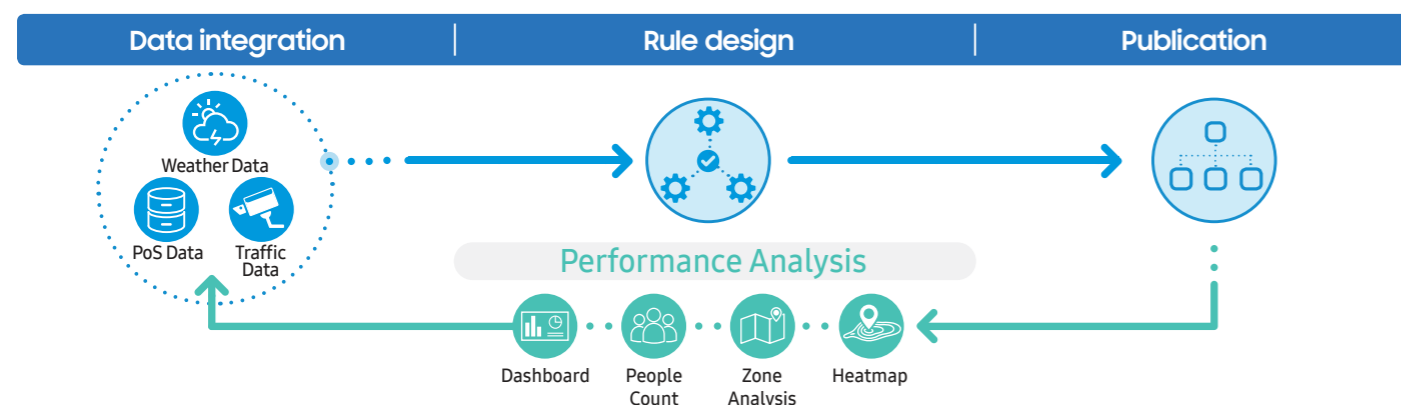 Data integration
Rule design
Publication
Weather Data
PoS Data
Traffic
Data
Performance Analysis
Dashboard
People
Count
Zone
Analysis
Heatmap